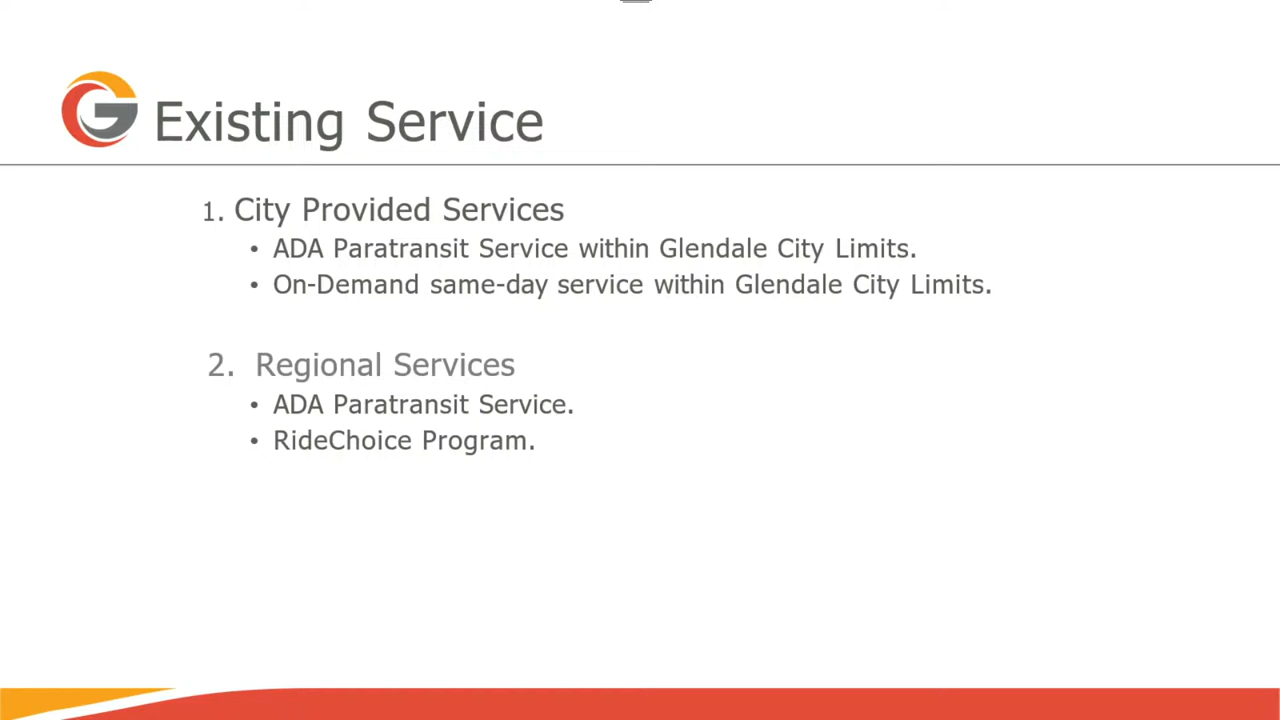 Existing Service
1. City Provided Services
• ADA Paratransit Service within Glendale City Limits.
• On-Demand same-day service within Glendale City Limits.
2. Regional Services
• ADA Paratransit Service.
• RideChoice Program.